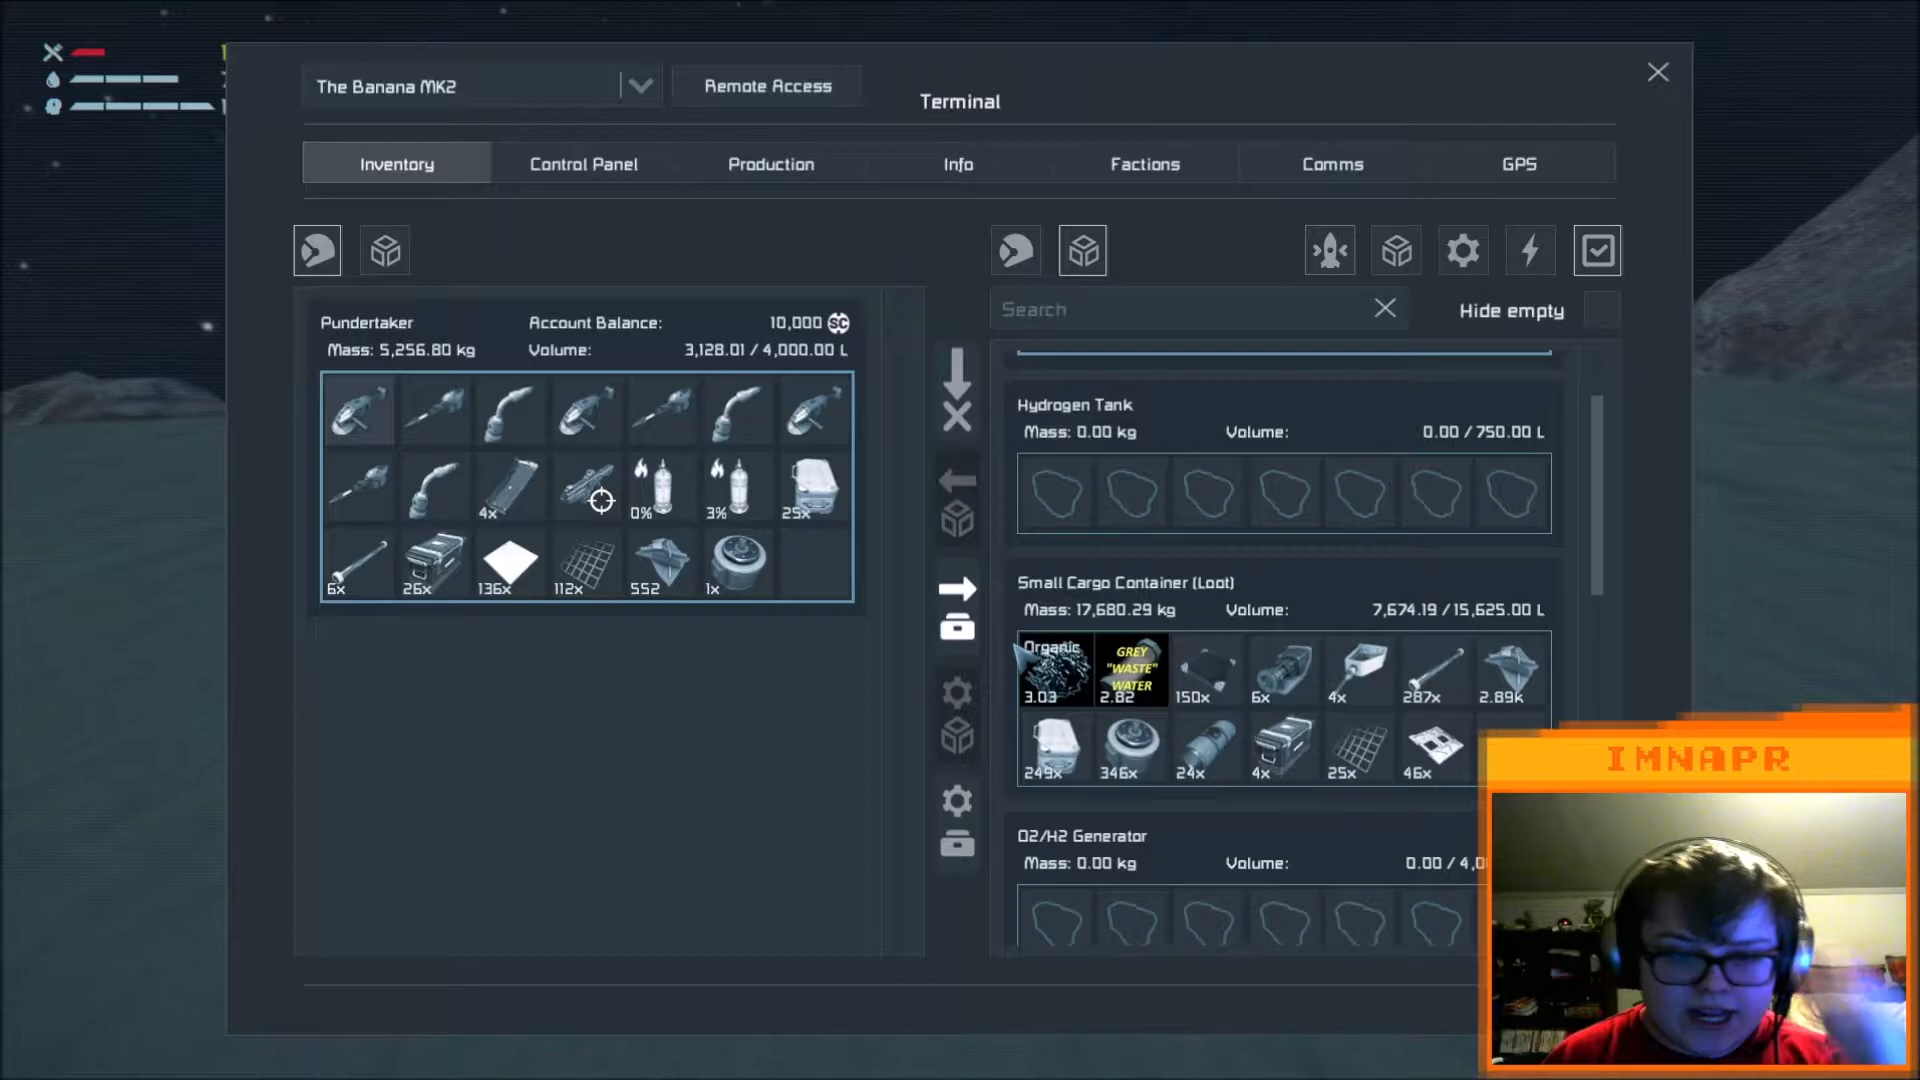 The Banana MK2
Remote Access
Terminal
Inventory
Control Panel
Production
Info
Factions
Comms
GPS
Search
Hide empty
Pundertaker
Account Balance:
10,000 SC
Mass: 5,256.80 kg
Volume:
3,128.01 / 4,000.00 L
4x
0%
3%
25x
6x
26x
136x
112x
552
1x
Hydrogen Tank
Mass: 0.00 kg
Volume:
0.00 / 750.00 L
Small Cargo Container (Loot)
Mass: 17,680.29 kg
Volume:
7,674.19 / 15,625.00 L
Organic
3.03
GREY
"WASTE"
WATER
2.82
150x
6x
4x
287x
2.89k
249x
346x
24x
4x
25x
46x
O2/H2 Generator
Mass: 0.00 kg
Volume:
0.00 / 4,0
IMNAPR